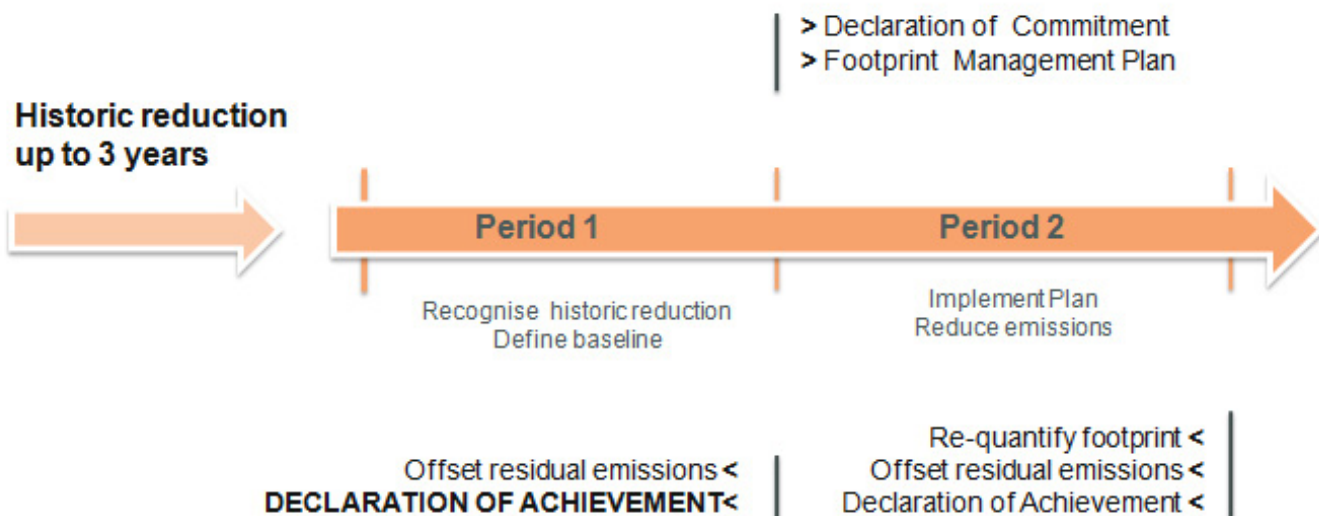 > Declaration of Commitment
> Footprint Management Plan
Historic reduction
up to 3 years
Period 1
Period 2
Recognise historic reduction
Define baseline
Implement Plan
Reduce emissions
Offset residual emissions <
DECLARATION OF ACHIEVEMENT<
Re-quantify footprint <
Offset residual emissions <
Declaration of Achievement <